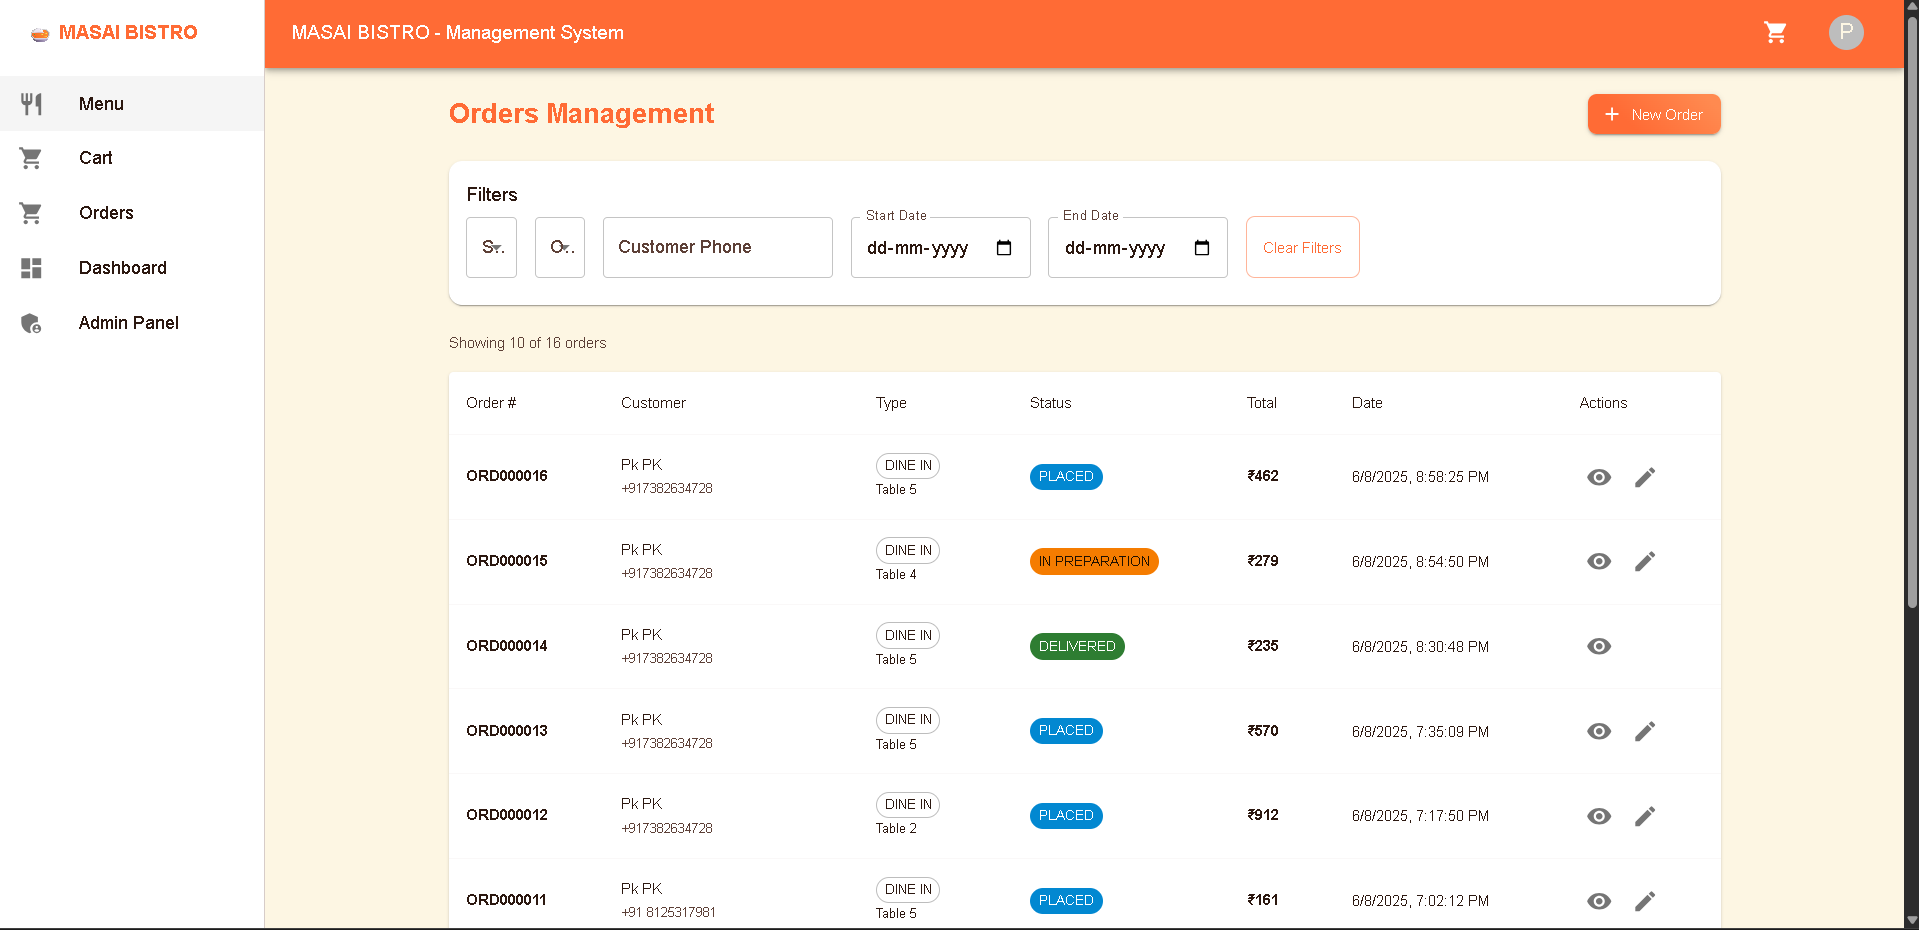 MASAI BISTRO
MASAI BISTRO - Management System
P
Menu
Cart
Orders
Dashboard
Admin Panel
Orders Management
New Order
Filters
S..
O..
Customer Phone
Start Date
dd-mm-yyyy
End Date
dd-mm-yyyy
Clear Filters
Showing 10 of 16 orders
Order # Customer Type Status Total Date Actions
ORD000016 Pk PK DINE IN PLACED ₹462 6/8/2025, 8:58:25 PM
+917382634728 Table 5
ORD000015 Pk PK DINE IN IN PREPARATION ₹279 6/8/2025, 8:54:50 PM
+917382634728 Table 4
ORD000014 Pk PK DINE IN DELIVERED ₹235 6/8/2025, 8:30:48 PM
+917382634728 Table 5
ORD000013 Pk PK DINE IN PLACED ₹570 6/8/2025, 7:35:09 PM
+917382634728 Table 5
ORD000012 Pk PK DINE IN PLACED ₹912 6/8/2025, 7:17:50 PM
+917382634728 Table 2
ORD000011 Pk PK DINE IN PLACED ₹161 6/8/2025, 7:02:12 PM
+91 8125317981 Table 5